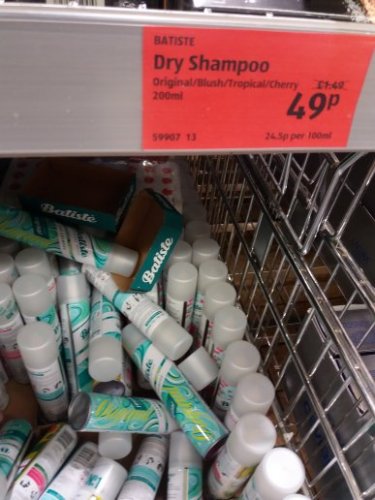 BATISTE
Dry Shampoo
Original/Blush/Tropical/Cherry
200ml
£1.49
49p
59907 13
24.5p per 100ml
Batiste
Batiste